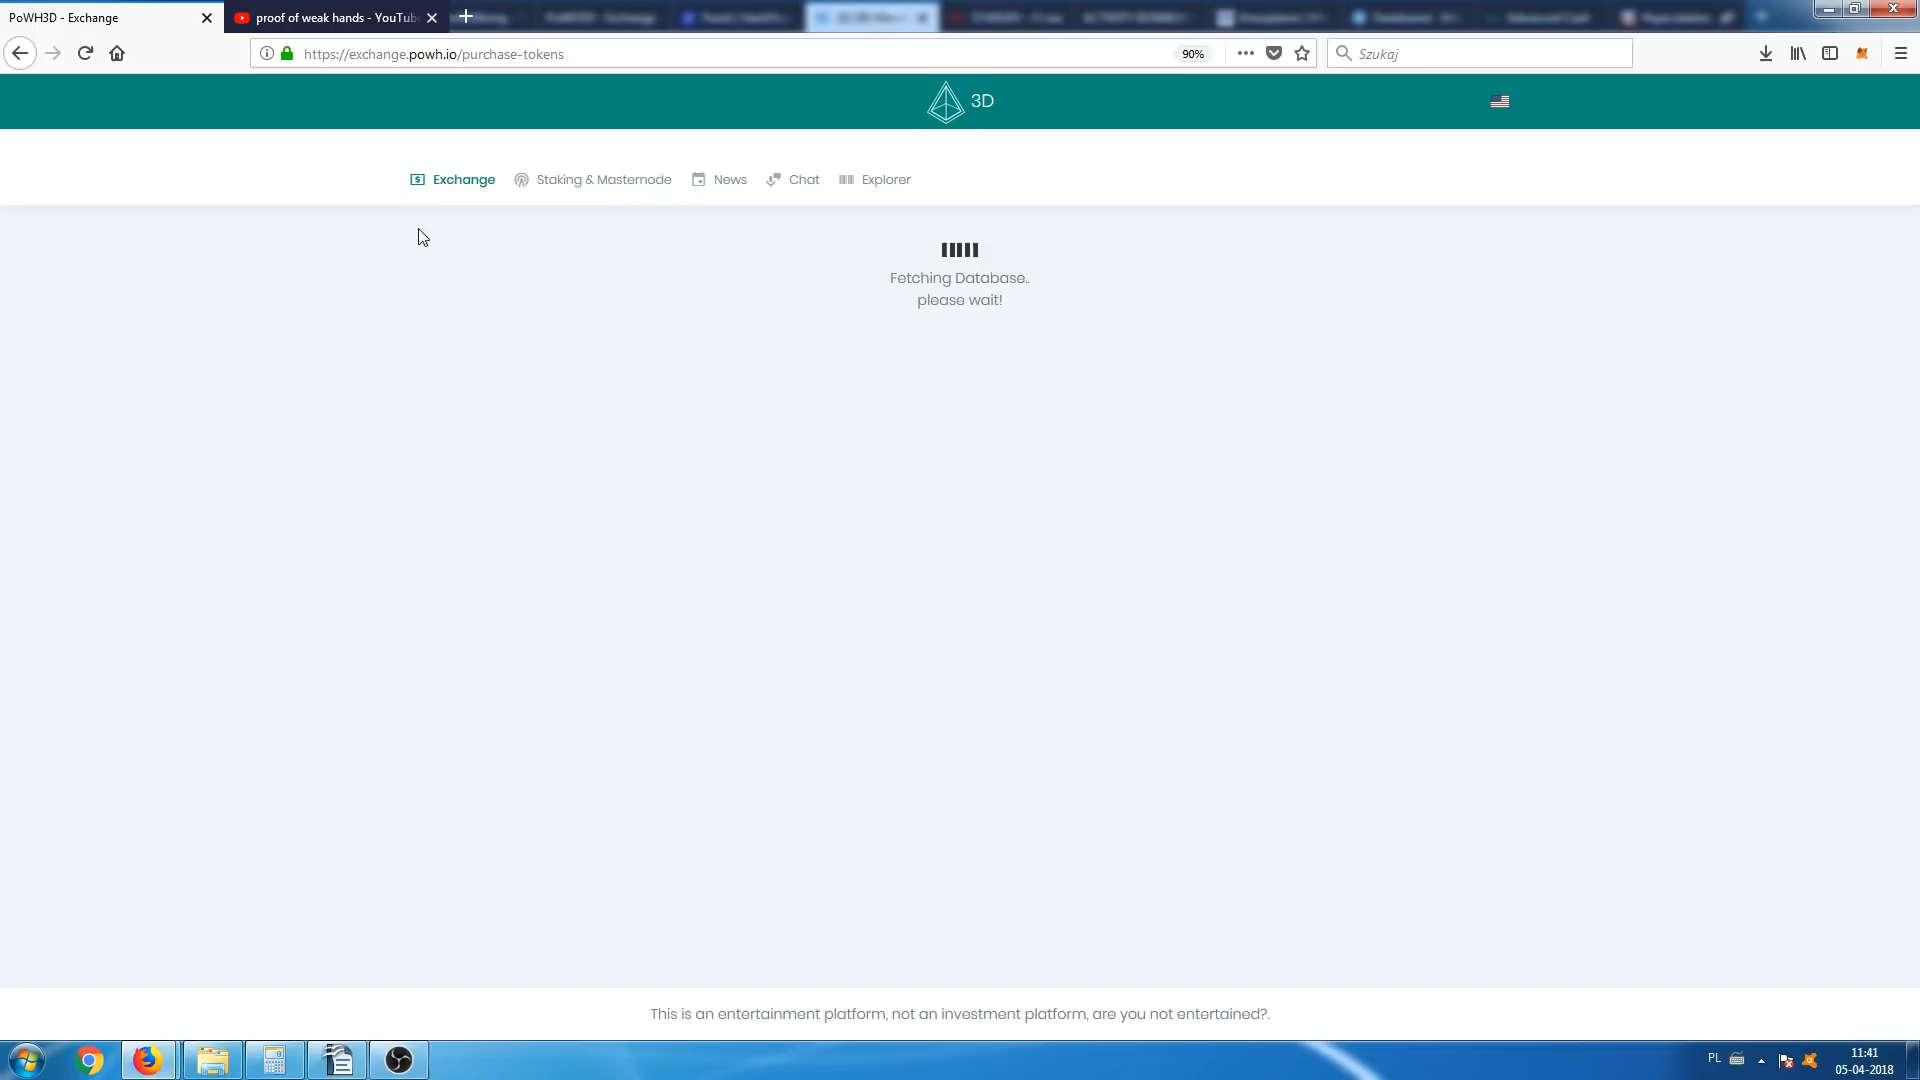 PoWH3D - Exchange
proof of weak hands - YouTub
https://exchange.powh.io/purchase-tokens
90%
Szukaj
3D
Exchange
Staking & Masternode
News
Chat
Explorer
Fetching Database..
please wait!
This is an entertainment platform, not an investment platform, are you not entertained?.
PL
11:41
05-04-2018